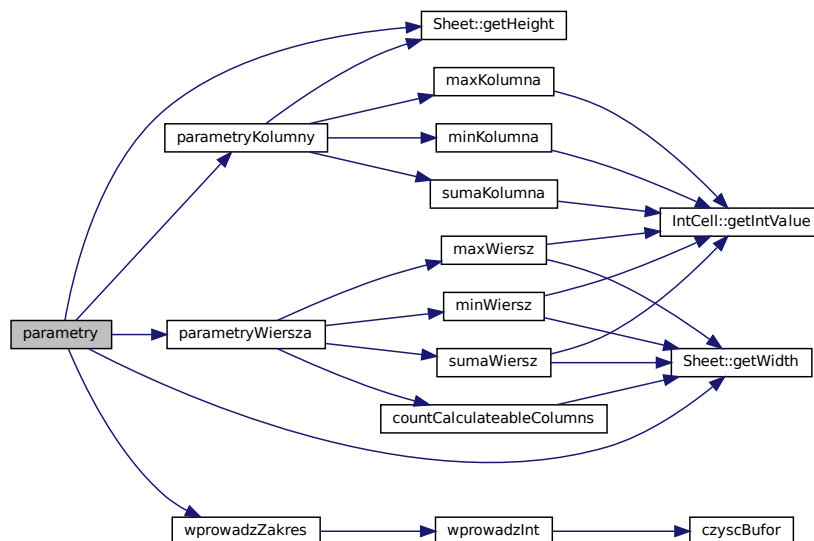 Sheet::getHeight
maxKolumna
parametryKolumny
minKolumna
sumaKolumna
IntCell::getIntValue
maxWiersz
minWiersz
parametry
parametryWiersza
sumaWiersz
Sheet::getWidth
countCalculateableColumns
wprowadzZakres
wprowadzInt
czyscBufor